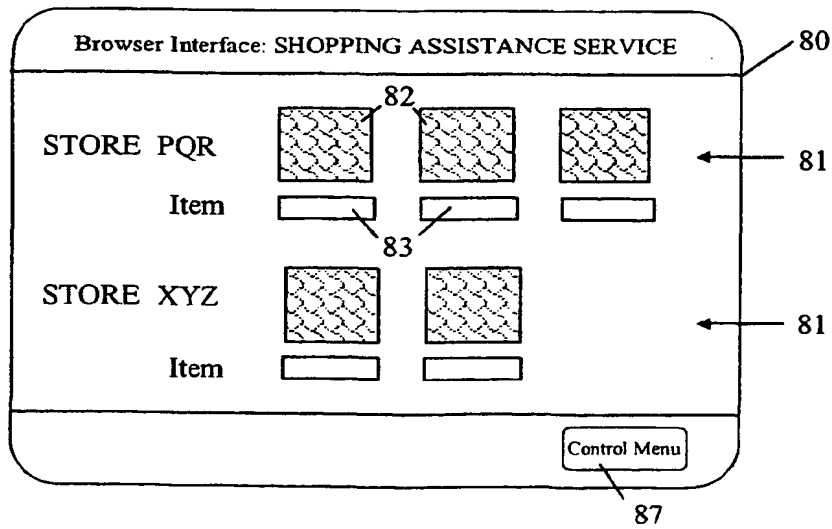 Browser Interface: SHOPPING ASSISTANCE SERVICE
80
82
STORE PQR
81
Item
83
STORE XYZ
81
Item
Control Menu
87